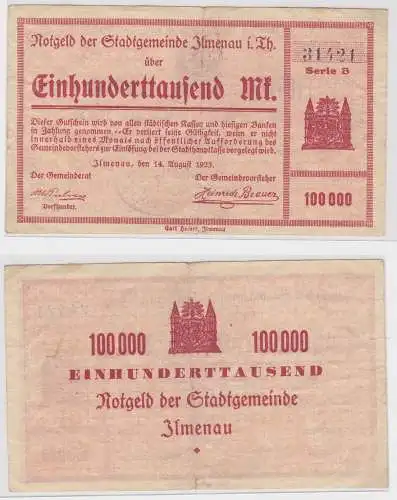 Notgeld der Stadtgemeinde Ilmenau i. Th.
über
Einhunderttausend Mk.
Dieser Gutschein wird von allen städtischen Kassen und hiesigen Banken
in Zahlung genommen.--Er verliert seine Gültigkeit, wenn er nicht
innerhalb eines Monats nach öffentlicher Aufforderung des
Gemeindevorstehers zur Einlösung bei der Stadthauptkasse vorgelegt wird.
Ilmenau, den 14. August 1923.
Der Gemeinderat Der Gemeindevorsteher
Heinrich Brauer
Vorsitzender.
31421
Serie B
100 000
Carl Heinrt, Ilmenau
100 000 100 000
EINHUNDERTTAUSEND
Notgeld der Stadtgemeinde
Ilmenau